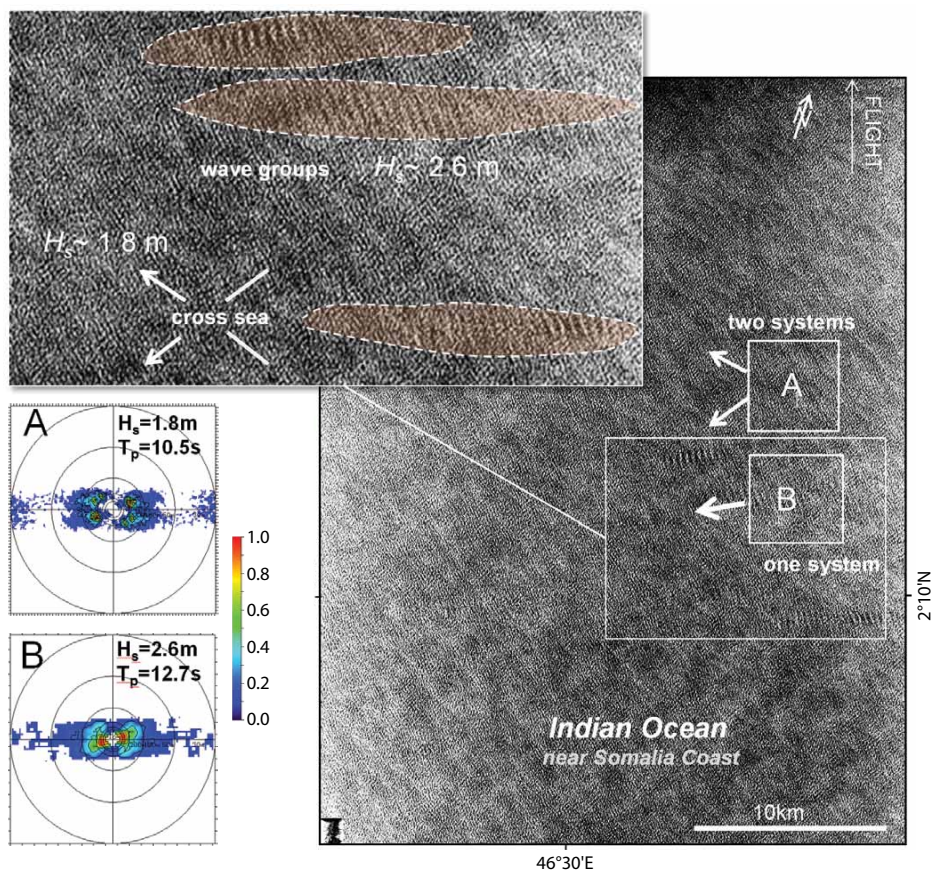 wave groups
Hs~ 2 6 m
Hs~ 1 8 m
cross sea
FLIGHT
two systems
A
B
one system
A
Hs=1.8m
Tp=10.5s
1.0
0.8
0.6
0.4
0.2
0.0
B
Hs=2.6m
Tp=12.7s
2°10'N
Indian Ocean
near Somalia Coast
10km
46°30'E